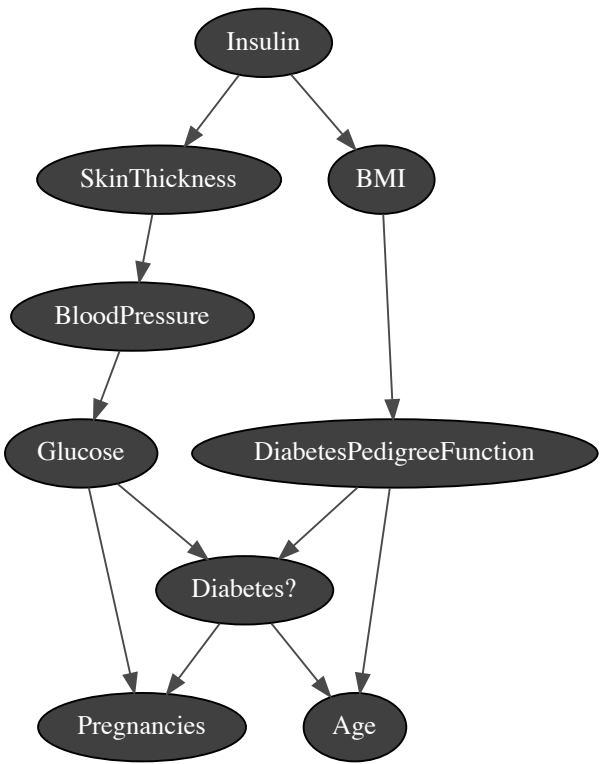 Insulin
SkinThickness
BMI
BloodPressure
Glucose
DiabetesPedigreeFunction
Diabetes?
Pregnancies
Age